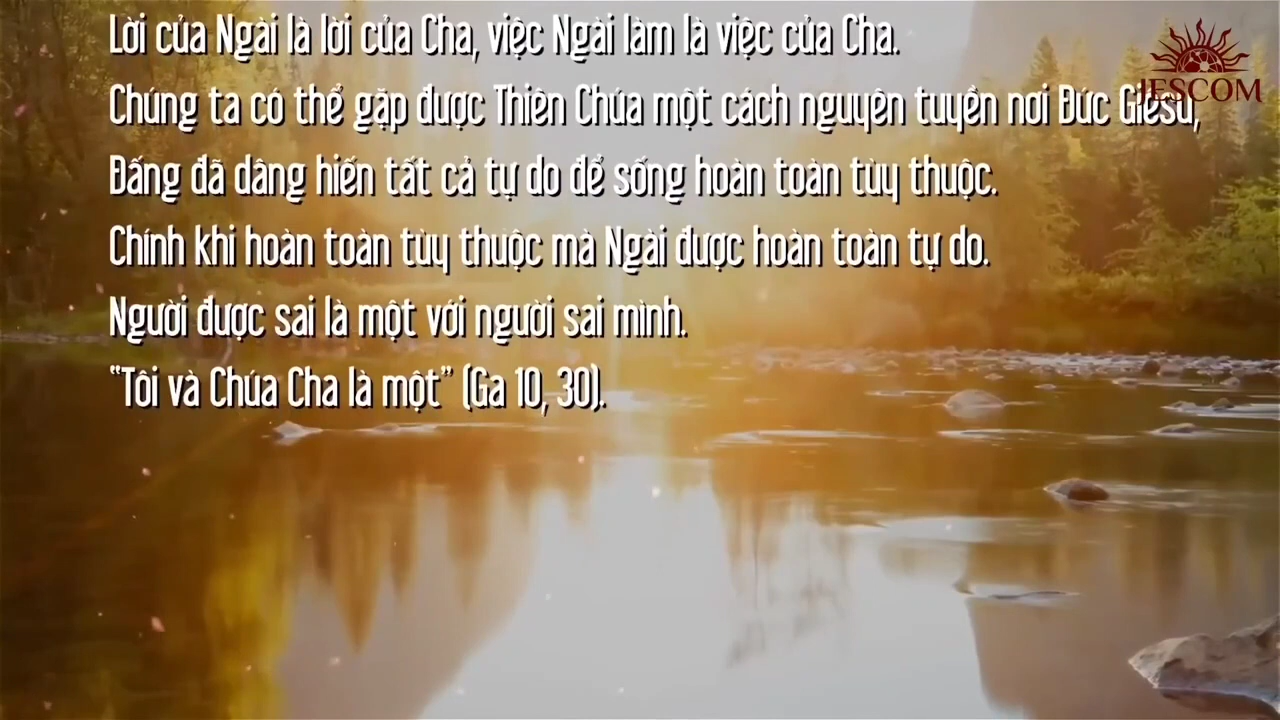 Lời của Ngài là lời của Cha, việc Ngài làm là việc của Cha.
Chúng ta có thể gặp được Thiên Chúa một cách nguyên tuyền nơi Đức Giêsu,
Đấng đã dâng hiến tất cả tự do để sống hoàn toàn tùy thuộc.
Chính khi hoàn toàn tùy thuộc mà Ngài được hoàn toàn tự do.
Người được sai là một với người sai mình.
“Tôi và Chúa Cha là một” (Ga 10, 30).
JESCOM